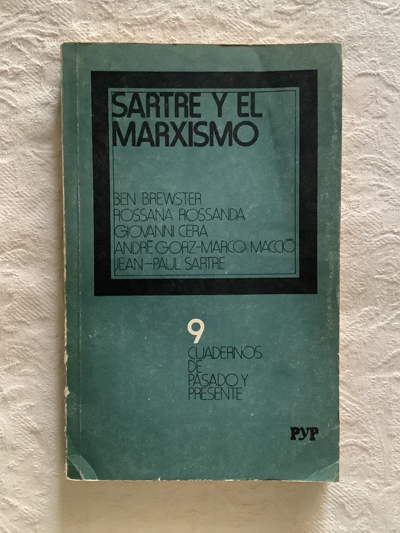 SARTRE Y EL
MARXISMO
BEN BREWSTER
ROSSANA ROSSANDA
GIOVANNI CERA
ANDRÉ GORZ-MARCO MACCIÓ
JEAN-PAUL SARTRE
9
CUADERNOS
DE
PASADO Y
PRESENTE
PYP